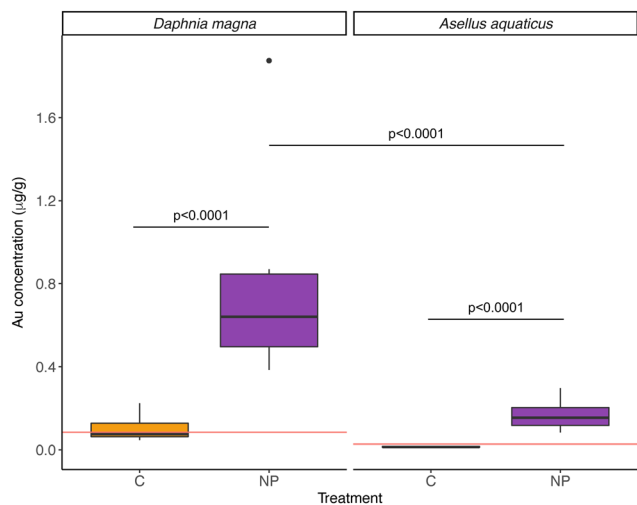 Daphnia magna
Asellus aquaticus
Au concentration (μg/g)
1.6
1.2
0.8
0.4
0.0
p<0.0001
p<0.0001
p<0.0001
C
NP
C
NP
Treatment